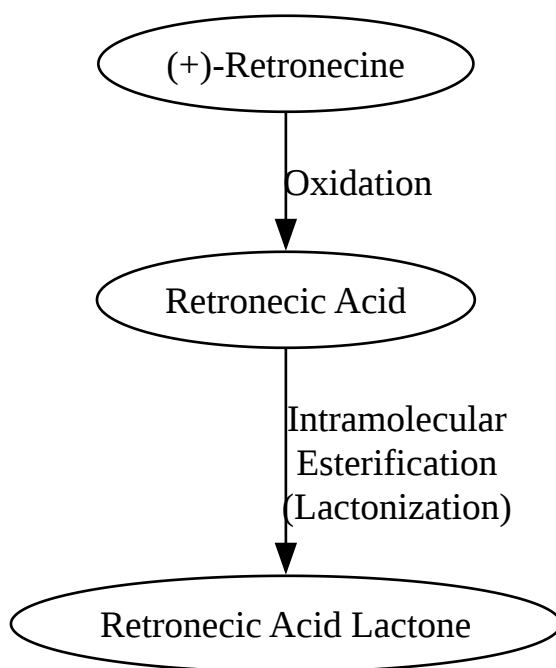 (+)-Retronecine
Oxidation
Retronecic Acid
Intramolecular
Esterification
(Lactonization)
Retronecic Acid Lactone